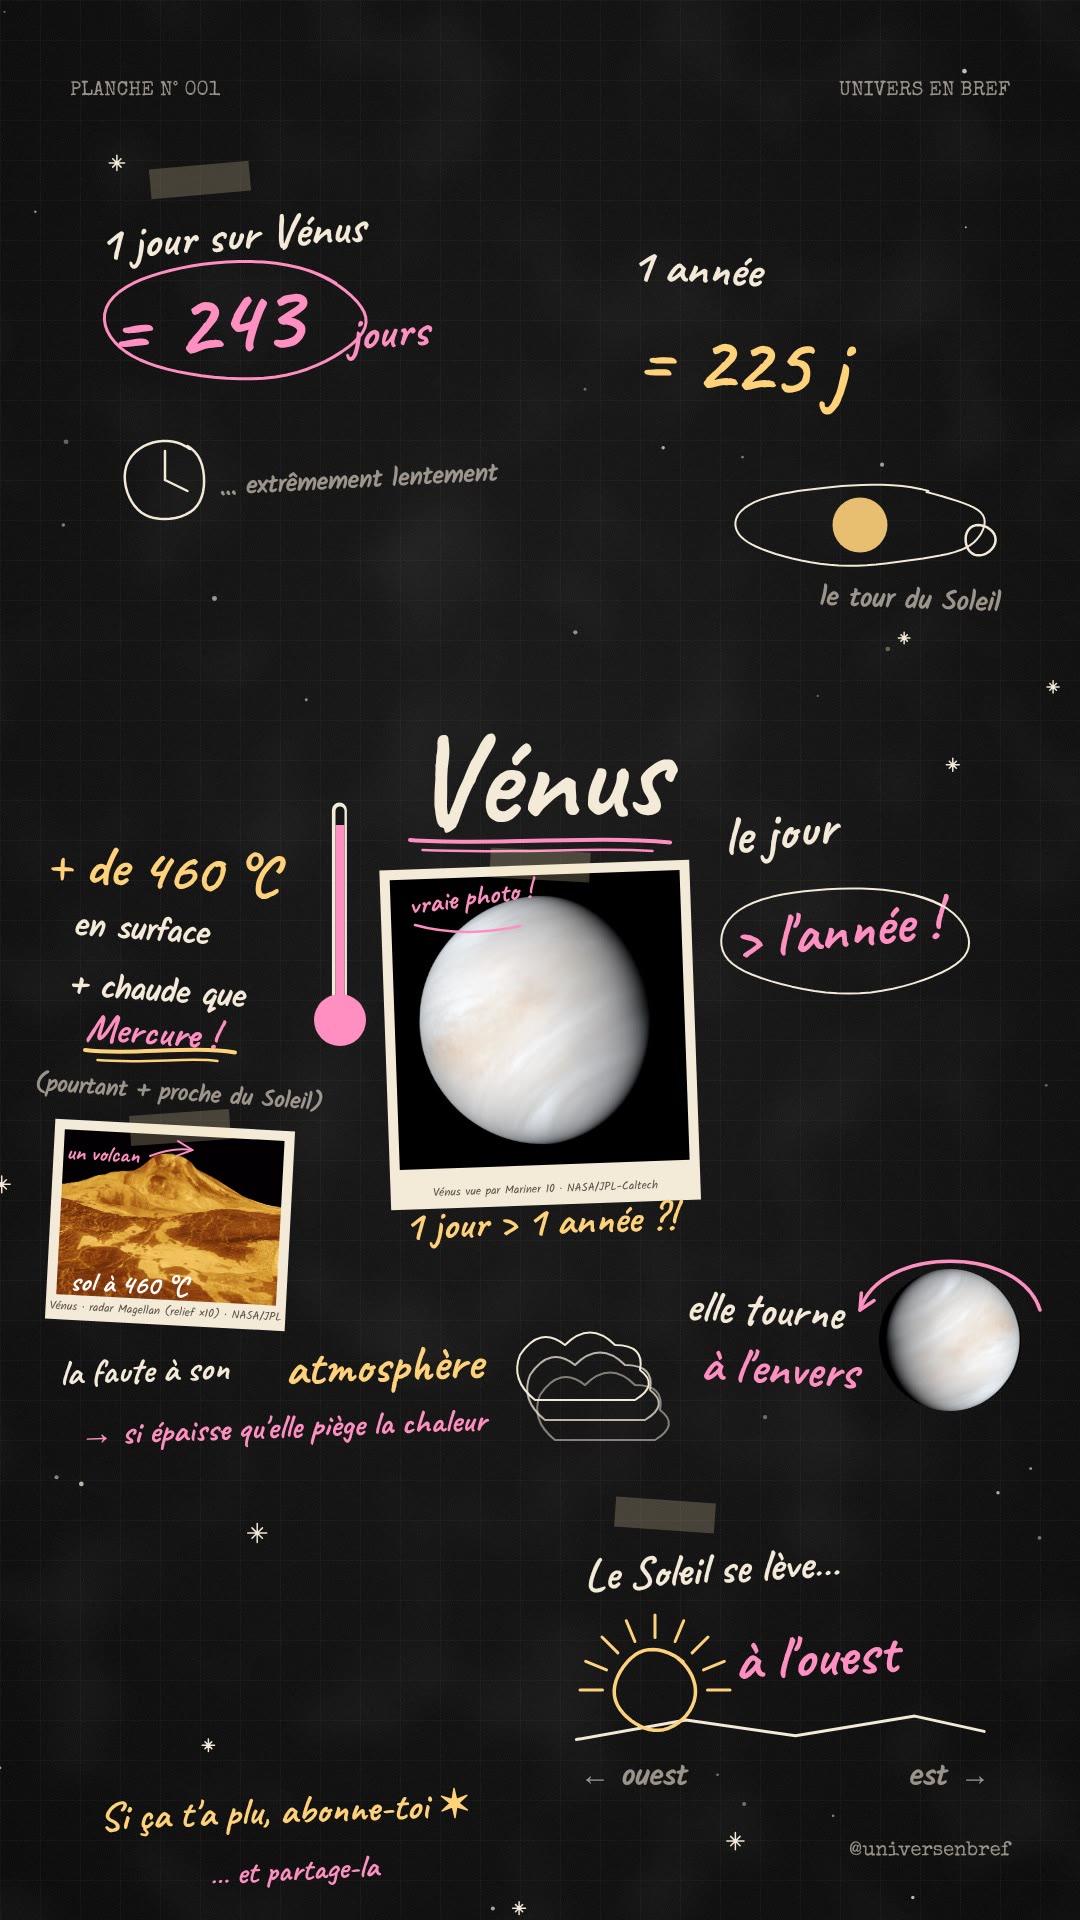 PLANCHE N° 001
UNIVERS EN BREF
1 jour sur Vénus
= 243 jours
... extrêmement lentement
1 année
= 225 j
le tour du Soleil
Vénus
+ de 460 °C
en surface
+ chaude que
Mercure !
(pourtant + proche du Soleil)
vraie photo !
Vénus vue par Mariner 10 · NASA/JPL-Caltech
le jour
> l'année !
1 jour > 1 année ?!
un volcan
sol à 460 °C
Vénus · radar Magellan (relief x10) · NASA/JPL
la faute à son atmosphère
→ si épaisse qu'elle piège la chaleur
elle tourne
à l'envers
Le Soleil se lève...
à l'ouest
← ouest
est →
Si ça t'a plu, abonne-toi ✶
... et partage-la
@universenbref